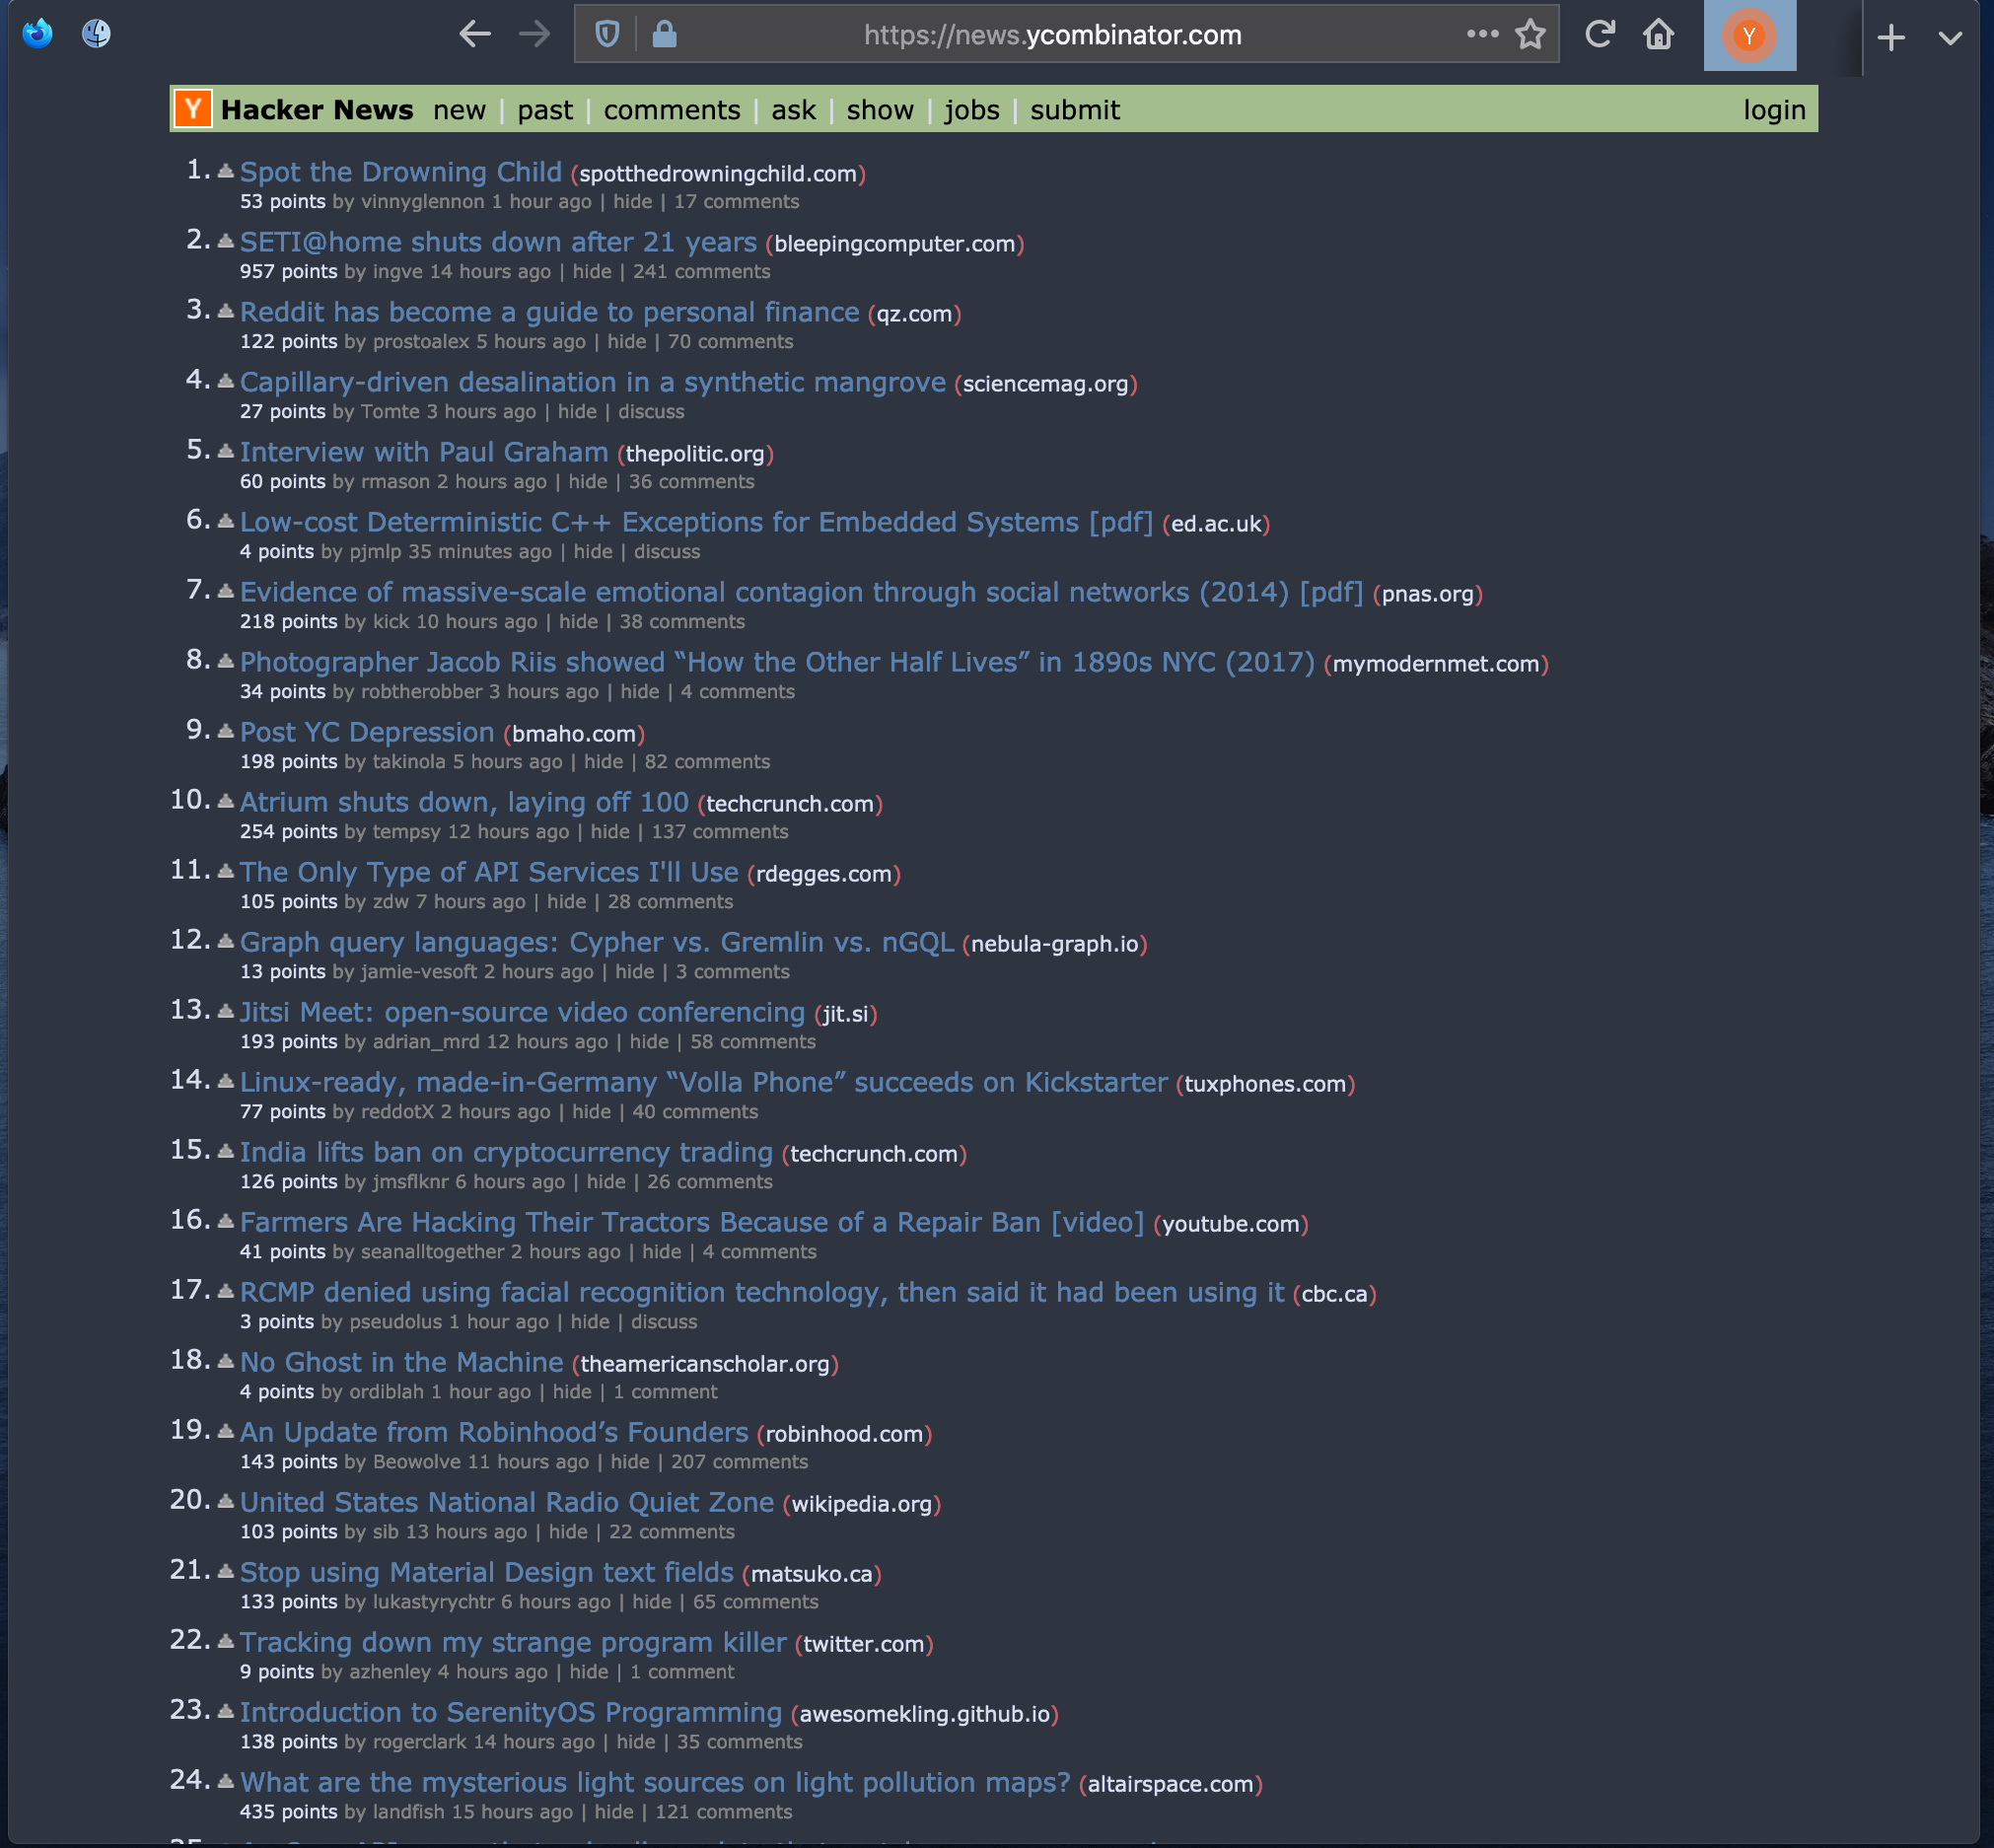 https://news.ycombinator.com
Y
Y Hacker News new | past | comments | ask | show | jobs | submit login
1. Spot the Drowning Child (spotthedrowningchild.com)
53 points by vinnyglennon 1 hour ago | hide | 17 comments
2. SETI@home shuts down after 21 years (bleepingcomputer.com)
957 points by ingve 14 hours ago | hide | 241 comments
3. Reddit has become a guide to personal finance (qz.com)
122 points by prostoalex 5 hours ago | hide | 70 comments
4. Capillary-driven desalination in a synthetic mangrove (sciencemag.org)
27 points by Tomte 3 hours ago | hide | discuss
5. Interview with Paul Graham (thepolitic.org)
60 points by rmason 2 hours ago | hide | 36 comments
6. Low-cost Deterministic C++ Exceptions for Embedded Systems [pdf] (ed.ac.uk)
4 points by pjmlp 35 minutes ago | hide | discuss
7. Evidence of massive-scale emotional contagion through social networks (2014) [pdf] (pnas.org)
218 points by kick 10 hours ago | hide | 38 comments
8. Photographer Jacob Riis showed “How the Other Half Lives” in 1890s NYC (2017) (mymodernmet.com)
34 points by robtherobber 3 hours ago | hide | 4 comments
9. Post YC Depression (bmaho.com)
198 points by takinola 5 hours ago | hide | 82 comments
10. Atrium shuts down, laying off 100 (techcrunch.com)
254 points by tempsy 12 hours ago | hide | 137 comments
11. The Only Type of API Services I'll Use (rdegges.com)
105 points by zdw 7 hours ago | hide | 28 comments
12. Graph query languages: Cypher vs. Gremlin vs. nGQL (nebula-graph.io)
13 points by jamie-vesoft 2 hours ago | hide | 3 comments
13. Jitsi Meet: open-source video conferencing (jit.si)
193 points by adrian_mrd 12 hours ago | hide | 58 comments
14. Linux-ready, made-in-Germany “Volla Phone” succeeds on Kickstarter (tuxphones.com)
77 points by reddotX 2 hours ago | hide | 40 comments
15. India lifts ban on cryptocurrency trading (techcrunch.com)
126 points by jmsflknr 6 hours ago | hide | 26 comments
16. Farmers Are Hacking Their Tractors Because of a Repair Ban [video] (youtube.com)
41 points by seanalltogether 2 hours ago | hide | 4 comments
17. RCMP denied using facial recognition technology, then said it had been using it (cbc.ca)
3 points by pseudolus 1 hour ago | hide | discuss
18. No Ghost in the Machine (theamericanscholar.org)
4 points by ordiblah 1 hour ago | hide | 1 comment
19. An Update from Robinhood’s Founders (robinhood.com)
143 points by Beowolve 11 hours ago | hide | 207 comments
20. United States National Radio Quiet Zone (wikipedia.org)
103 points by sib 13 hours ago | hide | 22 comments
21. Stop using Material Design text fields (matsuko.ca)
133 points by lukastyrychtr 6 hours ago | hide | 65 comments
22. Tracking down my strange program killer (twitter.com)
9 points by azhenley 4 hours ago | hide | 1 comment
23. Introduction to SerenityOS Programming (awesomekling.github.io)
138 points by rogerclark 14 hours ago | hide | 35 comments
24. What are the mysterious light sources on light pollution maps? (altairspace.com)
435 points by landfish 15 hours ago | hide | 121 comments